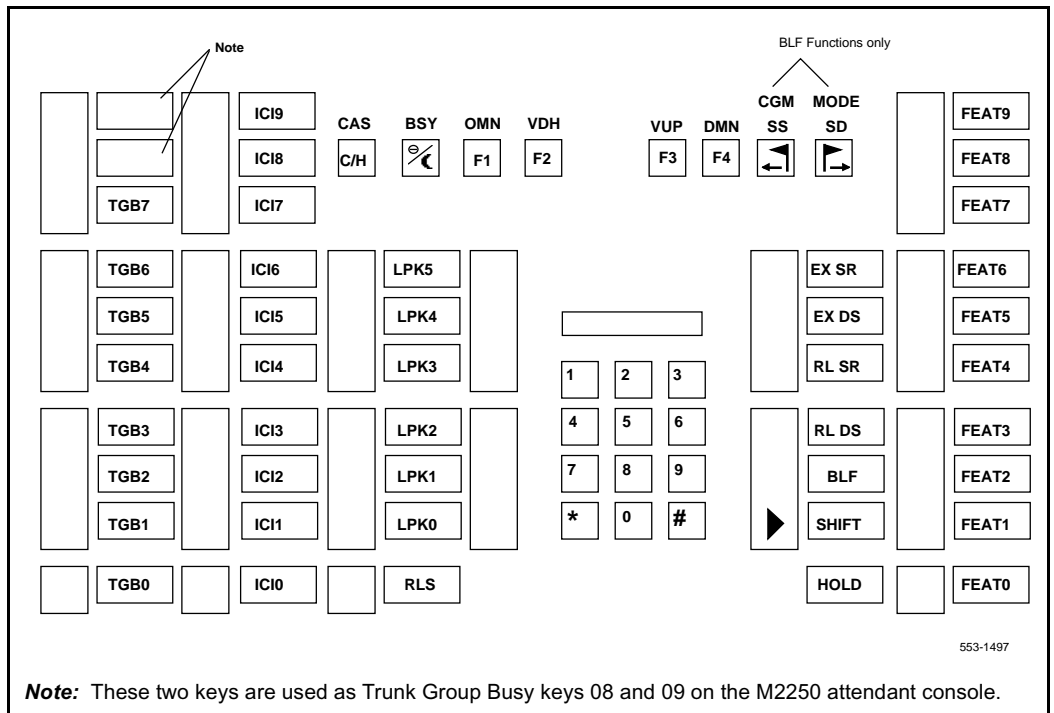 Note
BLF Functions only
CGM MODE
ICI9 CAS BSY OMN VDH VUP DMN SS SD FEAT9
ICI8 C/H F1 F2 F3 F4 FEAT8
TGB7 ICI7 FEAT7
TGB6 ICI6 LPK5 EX SR FEAT6
TGB5 ICI5 LPK4 EX DS FEAT5
TGB4 ICI4 LPK3 RL SR FEAT4
1 2 3
TGB3 ICI3 LPK2 4 5 6 RL DS FEAT3
TGB2 ICI2 LPK1 7 8 9 BLF FEAT2
TGB1 ICI1 LPK0 * 0 # SHIFT FEAT1
TGB0 ICI0 RLS HOLD FEAT0
553-1497
Note: These two keys are used as Trunk Group Busy keys 08 and 09 on the M2250 attendant console.